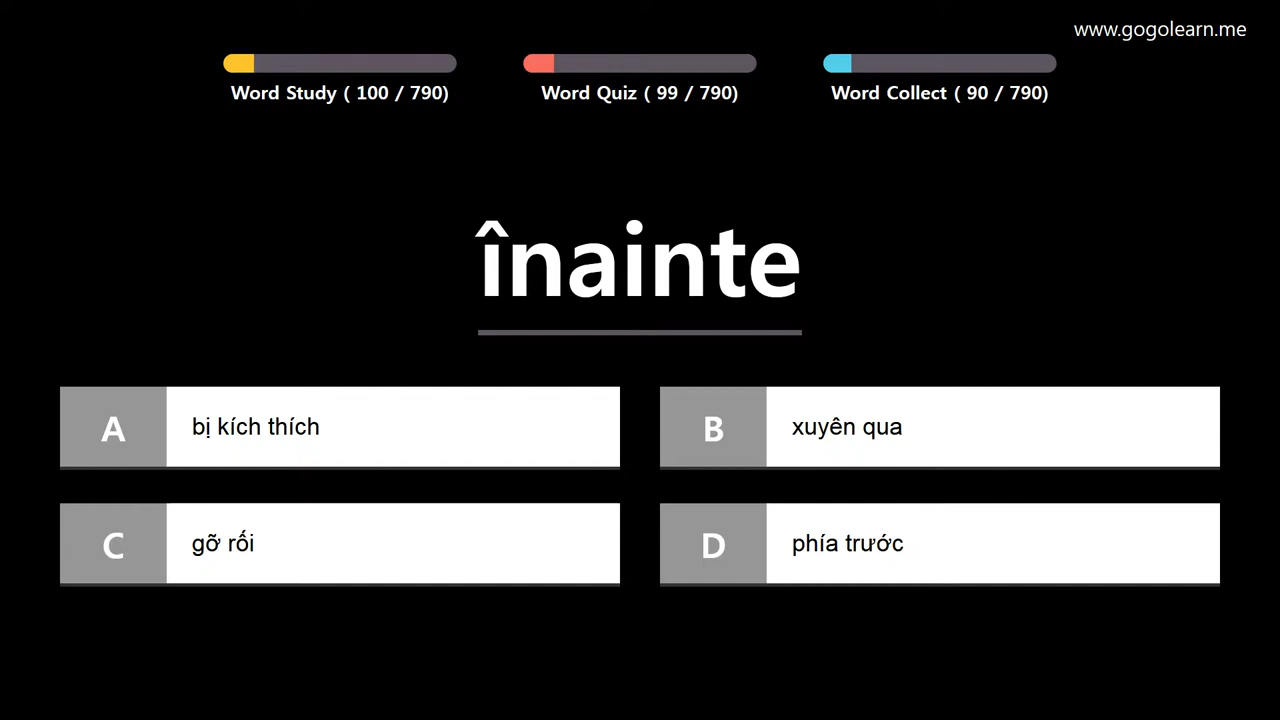 www.gogolearn.me
Word Study ( 100 / 790)
Word Quiz ( 99 / 790)
Word Collect ( 90 / 790)
înainte
A bị kích thích
B xuyên qua
C gỡ rối
D phía trước